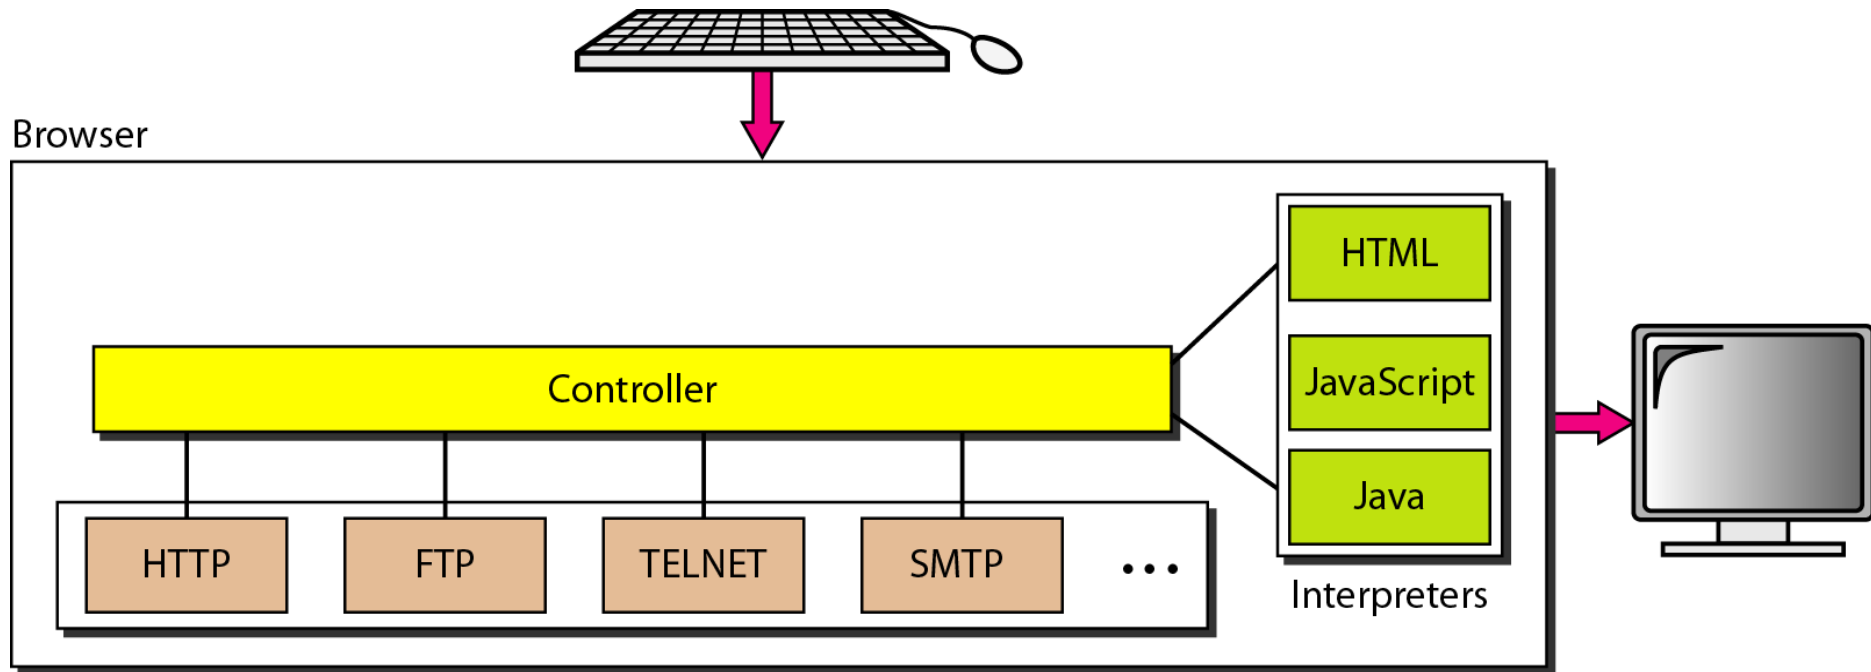 Browser
HTML
Controller
JavaScript
Java
HTTP
FTP
TELNET
SMTP
...
Interpreters